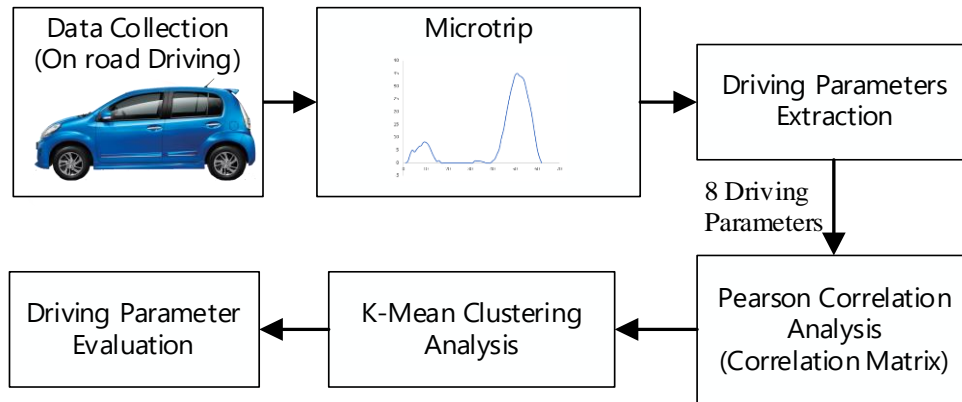 Data Collection
(On road Driving)
Microtrip
Driving Parameters
Extraction
8 Driving
Parameters
Pearson Correlation
Analysis
(Correlation Matrix)
K-Mean Clustering
Analysis
Driving Parameter
Evaluation